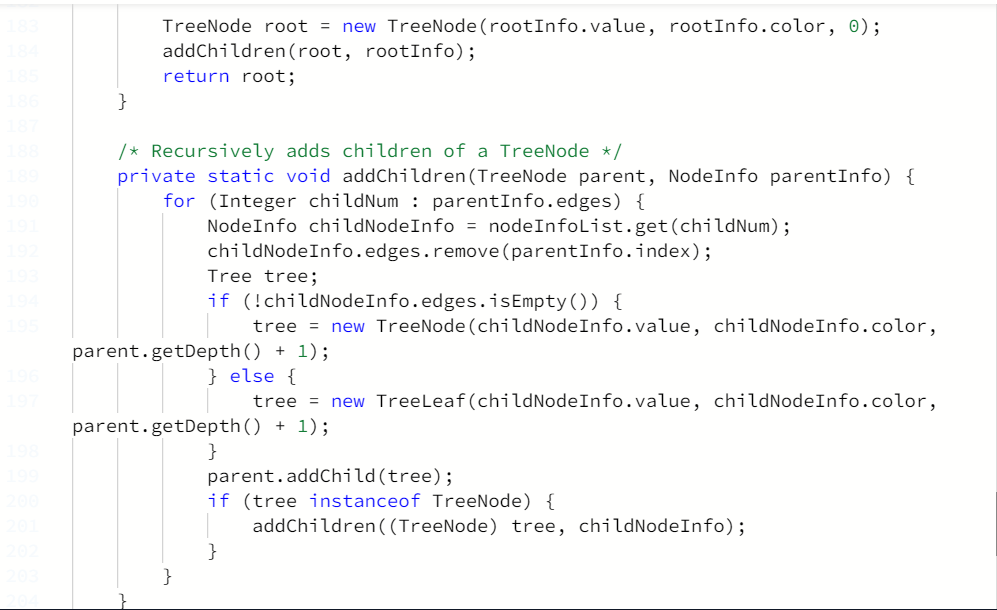 183 TreeNode root = new TreeNode(rootInfo.value, rootInfo.color, 0);
184 addChildren(root, rootInfo);
185 return root;
186 }
187
188 /* Recursively adds children of a TreeNode */
189 private static void addChildren(TreeNode parent, NodeInfo parentInfo) {
190 for (Integer childNum : parentInfo.edges) {
191 NodeInfo childNodeInfo = nodeInfoList.get(childNum);
192 childNodeInfo.edges.remove(parentInfo.index);
193 Tree tree;
194 if (!childNodeInfo.edges.isEmpty()) {
195 tree = new TreeNode(childNodeInfo.value, childNodeInfo.color,
parent.getDepth() + 1);
196 } else {
197 tree = new TreeLeaf(childNodeInfo.value, childNodeInfo.color,
parent.getDepth() + 1);
198 }
199 parent.addChild(tree);
200 if (tree instanceof TreeNode) {
201 addChildren((TreeNode) tree, childNodeInfo);
202 }
203 }
204 }